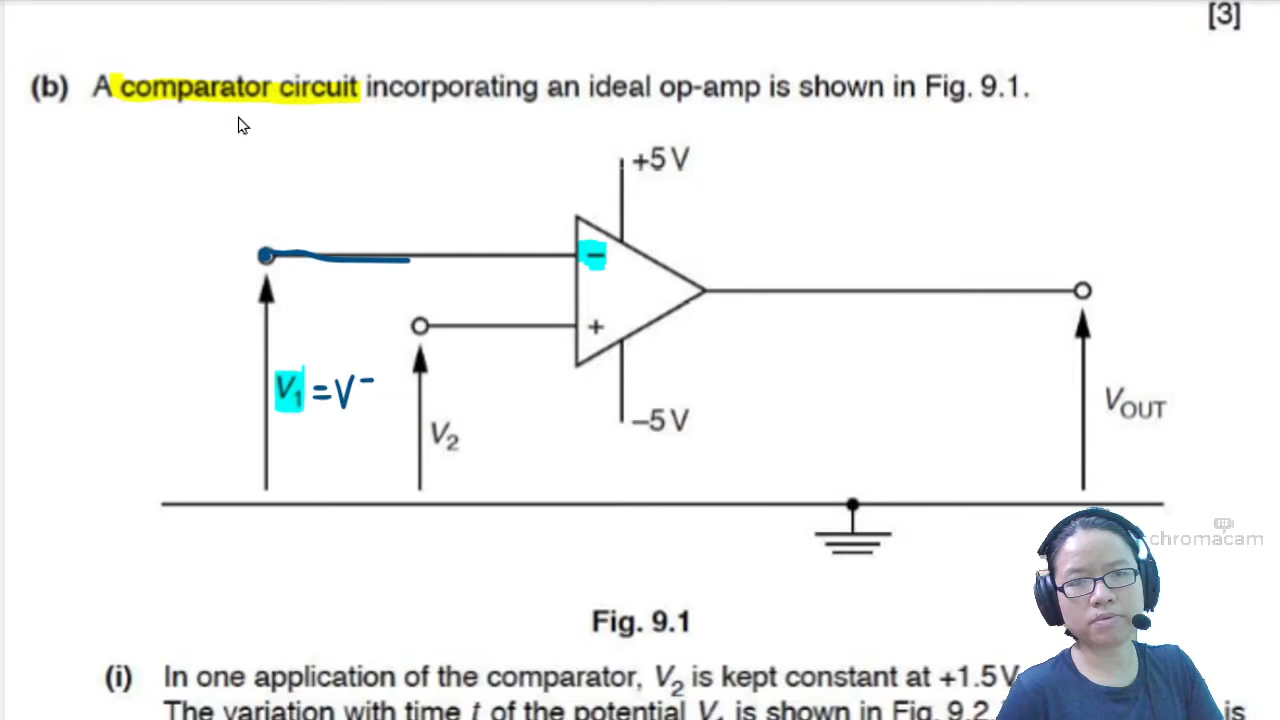 [3]
(b) A comparator circuit incorporating an ideal op-amp is shown in Fig. 9.1.
+5 V
−
+
V₁ = V⁻
V₂
−5 V
V_OUT
chromacam
Fig. 9.1
(i) In one application of the comparator, V₂ is kept constant at +1.5 V
The variation with time t of the potential V₁ is shown in Fig. 9.2. is